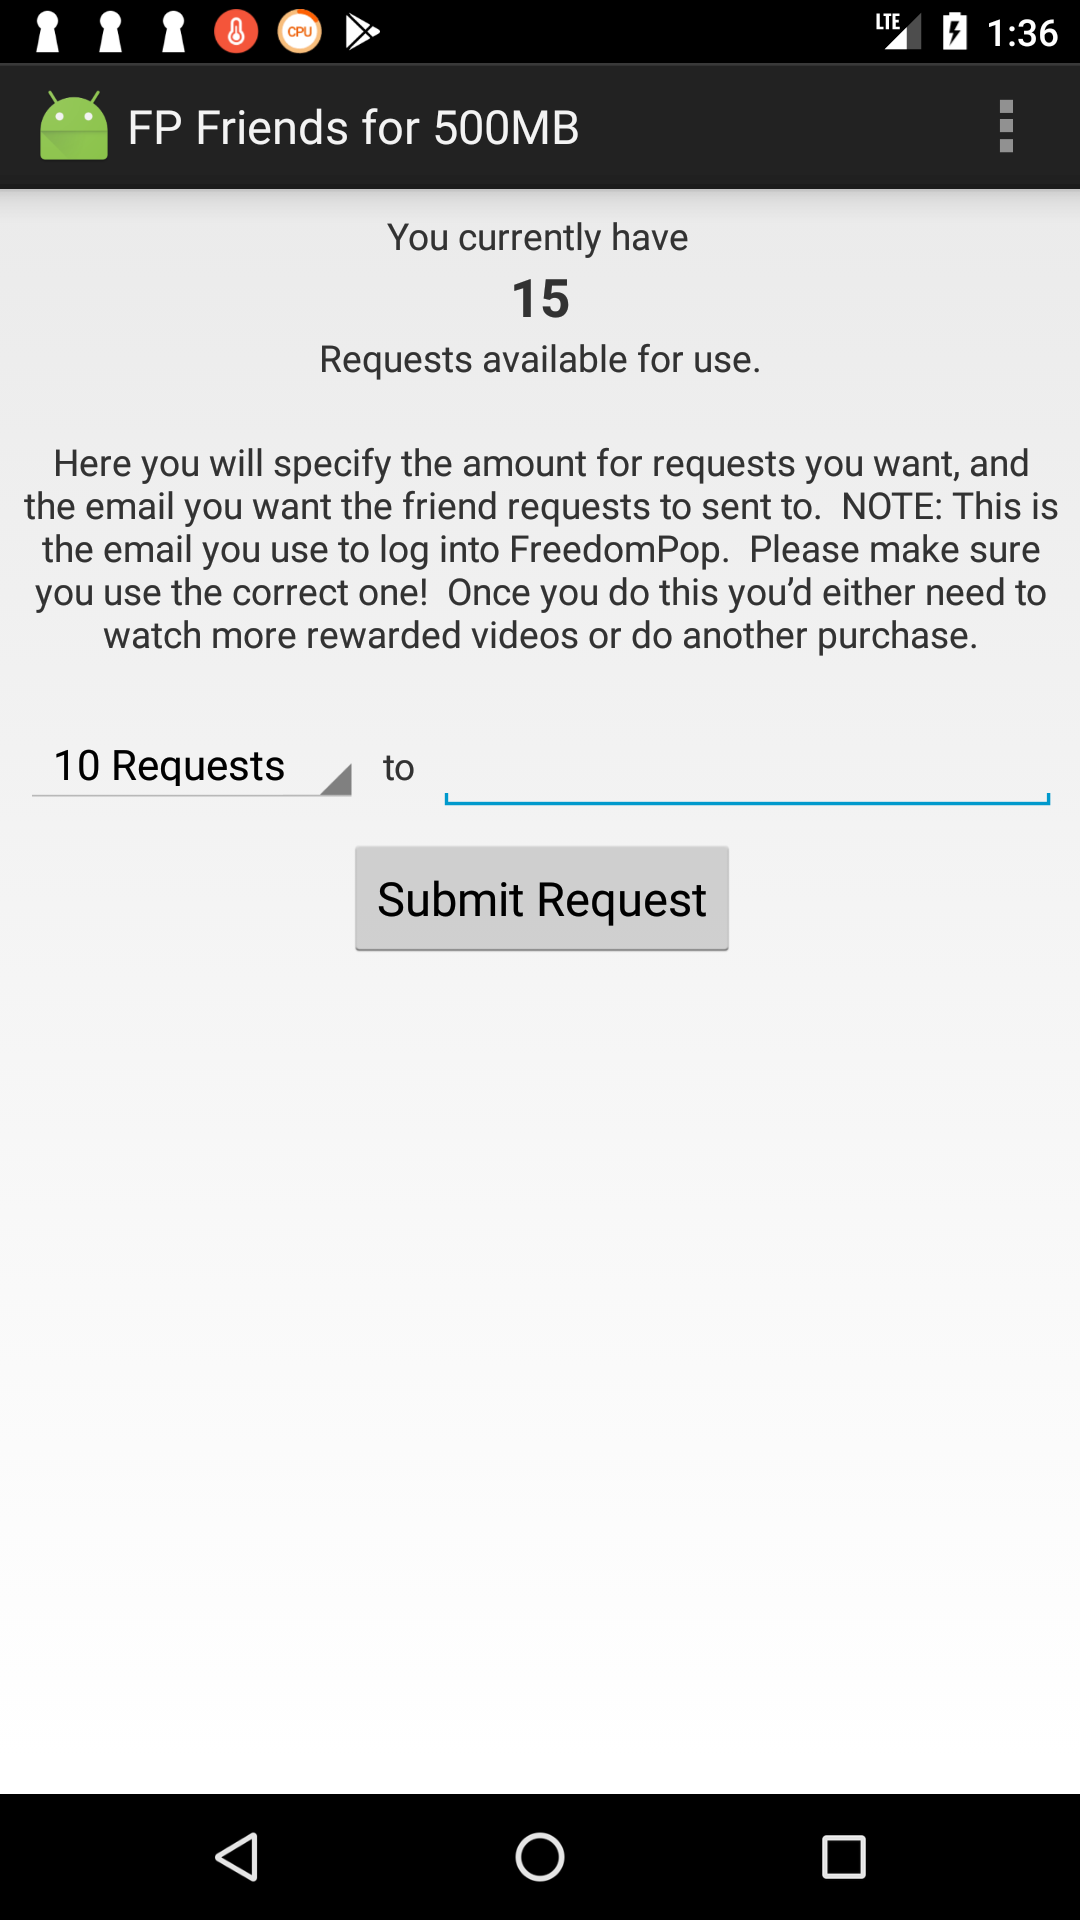 CPU LTE 1:36
FP Friends for 500MB
You currently have
15
Requests available for use.
Here you will specify the amount for requests you want, and
the email you want the friend requests to sent to.  NOTE: This is
the email you use to log into FreedomPop.  Please make sure
you use the correct one!  Once you do this you’d either need to
watch more rewarded videos or do another purchase.
10 Requests to
Submit Request